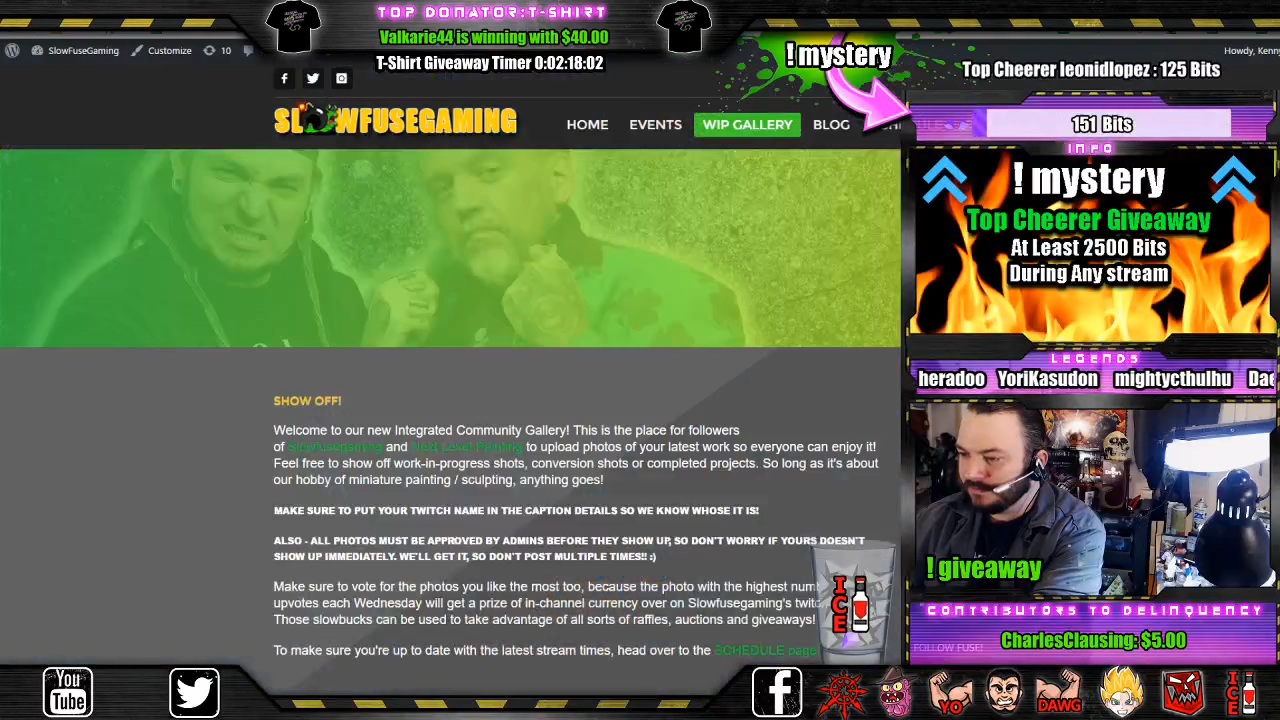 TOP DONATOR:T-SHIRT
Valkarie44 is winning with $40.00
T-Shirt Giveaway Timer 0:02:18:02
SlowFuseGaming Customize 10
Howdy, Kenn
! mystery
Top Cheerer leonidlopez : 125 Bits
SLOWFUSEGAMING
HOME EVENTS WIP GALLERY BLOG
151 Bits
INFO
! mystery
Top Cheerer Giveaway
At Least 2500 Bits
During Any stream
LEGENDS
heradoo YoriKasudon mightycthulhu Dae
SHOW OFF!
Welcome to our new Integrated Community Gallery! This is the place for followers
of Slowfusegaming and Next Level Painting to upload photos of your latest work so everyone can enjoy it!
Feel free to show off work-in-progress shots, conversion shots or completed projects. So long as it's about
our hobby of miniature painting / sculpting, anything goes!
MAKE SURE TO PUT YOUR TWITCH NAME IN THE CAPTION DETAILS SO WE KNOW WHOSE IT IS!
ALSO - ALL PHOTOS MUST BE APPROVED BY ADMINS BEFORE THEY SHOW UP, SO DON'T WORRY IF YOURS DOESN'T
SHOW UP IMMEDIATELY. WE'LL GET IT, SO DON'T POST MULTIPLE TIMES!! :)
Make sure to vote for the photos you like the most too, because the photo with the highest num
upvotes each Wednesday will get a prize of in-channel currency over on Slowfusegaming's twit
Those slowbucks can be used to take advantage of all sorts of raffles, auctions and giveaways!
To make sure you're up to date with the latest stream times, head over to the SCHEDULE page
ICE
! giveaway
CONTRIBUTORS TO DELINQUENCY
CharlesClausing: $5.00
FOLLOW FUSE!
You
Tube
YO
DAWG
ICE